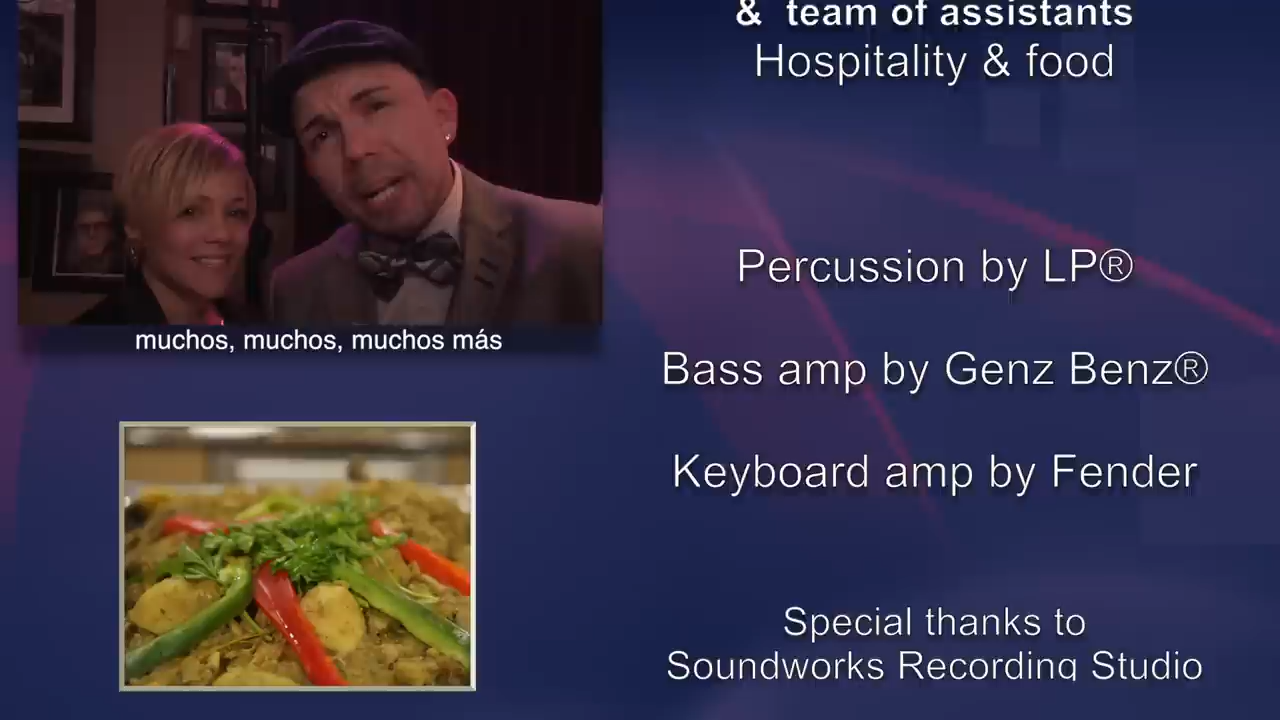 & team of assistants
Hospitality & food
Percussion by LP®
Bass amp by Genz Benz®
Keyboard amp by Fender
Special thanks to
Soundworks Recording Studio
muchos, muchos, muchos más